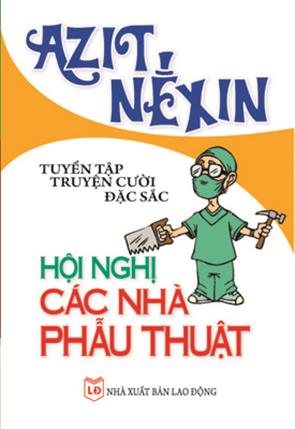 AZIT
NÊXIN
TUYỂN TẬP
TRUYỆN CƯỜI
ĐẶC SẮC
HỘI NGHỊ
CÁC NHÀ
PHẪU THUẬT
LĐ NHÀ XUẤT BẢN LAO ĐỘNG